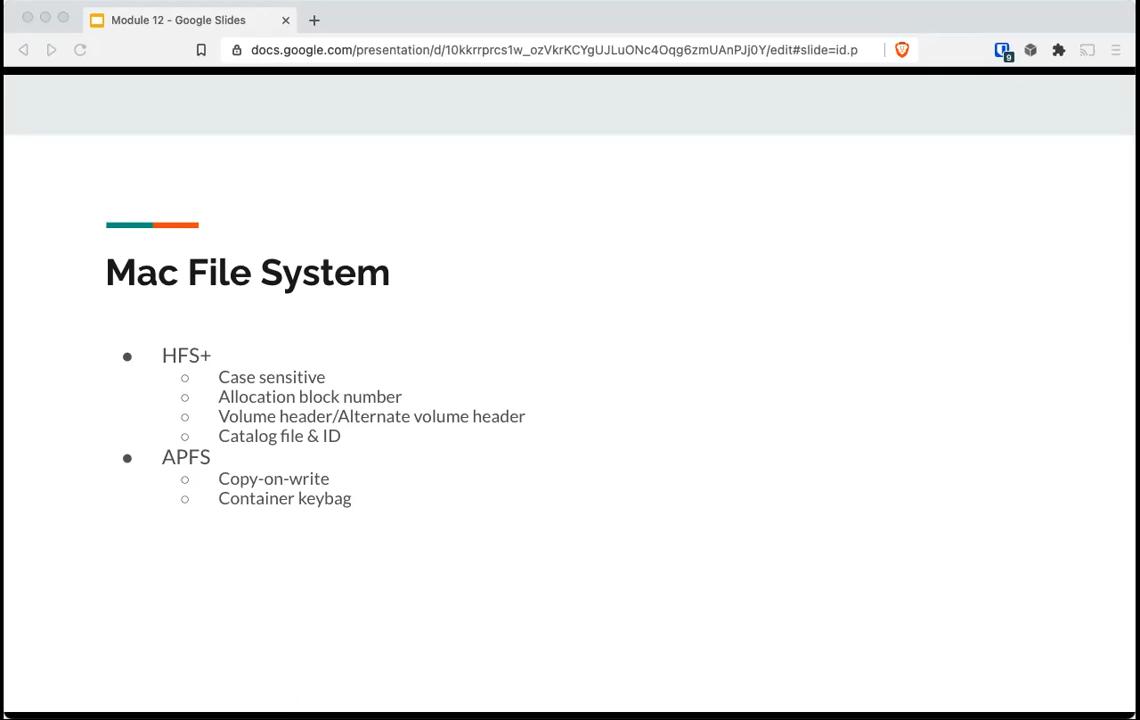 Module 12 - Google Slides
docs.google.com/presentation/d/10kkrrprcs1w_ozVkrKCYgUJLuONc4Oqg6zmUAnPJj0Y/edit#slide=id.p
9
Mac File System
● HFS+
○ Case sensitive
○ Allocation block number
○ Volume header/Alternate volume header
○ Catalog file & ID
● APFS
○ Copy-on-write
○ Container keybag